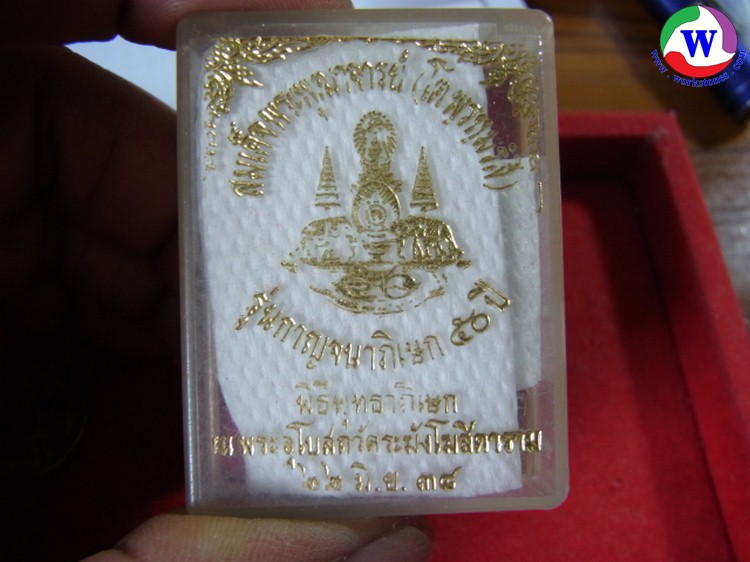 สมเด็จพระพุฒาจารย์ (โต พรหมรังสี)
รุ่นกาญจนาภิเษก ๕๐ ปี
พิธีพุทธาภิเษก
ณ พระอุโบสถวัดระฆังโฆสิตาราม
๒๒ มิ.ย. ๓๘
W
www.workstones.com